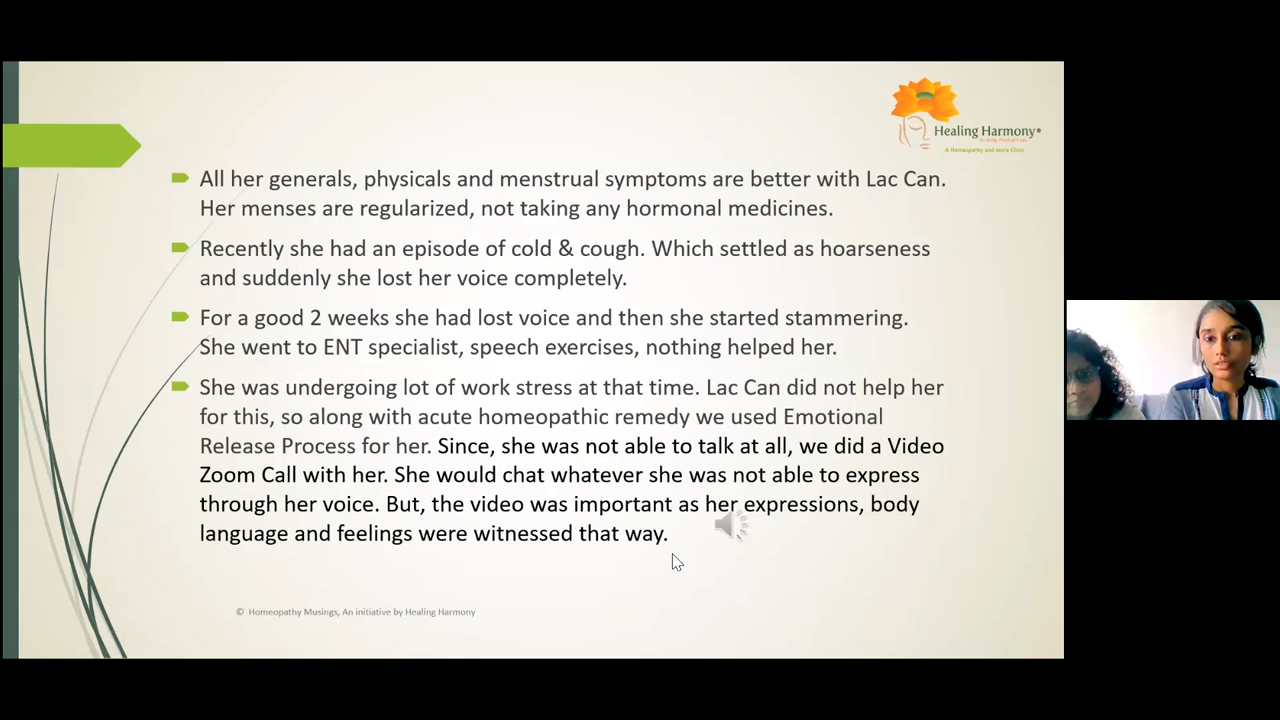 Healing Harmony®
A Homeopathy and more Clinic
All her generals, physicals and menstrual symptoms are better with Lac Can.
Her menses are regularized, not taking any hormonal medicines.
Recently she had an episode of cold & cough. Which settled as hoarseness
and suddenly she lost her voice completely.
For a good 2 weeks she had lost voice and then she started stammering.
She went to ENT specialist, speech exercises, nothing helped her.
She was undergoing lot of work stress at that time. Lac Can did not help her
for this, so along with acute homeopathic remedy we used Emotional
Release Process for her. Since, she was not able to talk at all, we did a Video
Zoom Call with her. She would chat whatever she was not able to express
through her voice. But, the video was important as her expressions, body
language and feelings were witnessed that way.
© Homeopathy Musings, An initiative by Healing Harmony